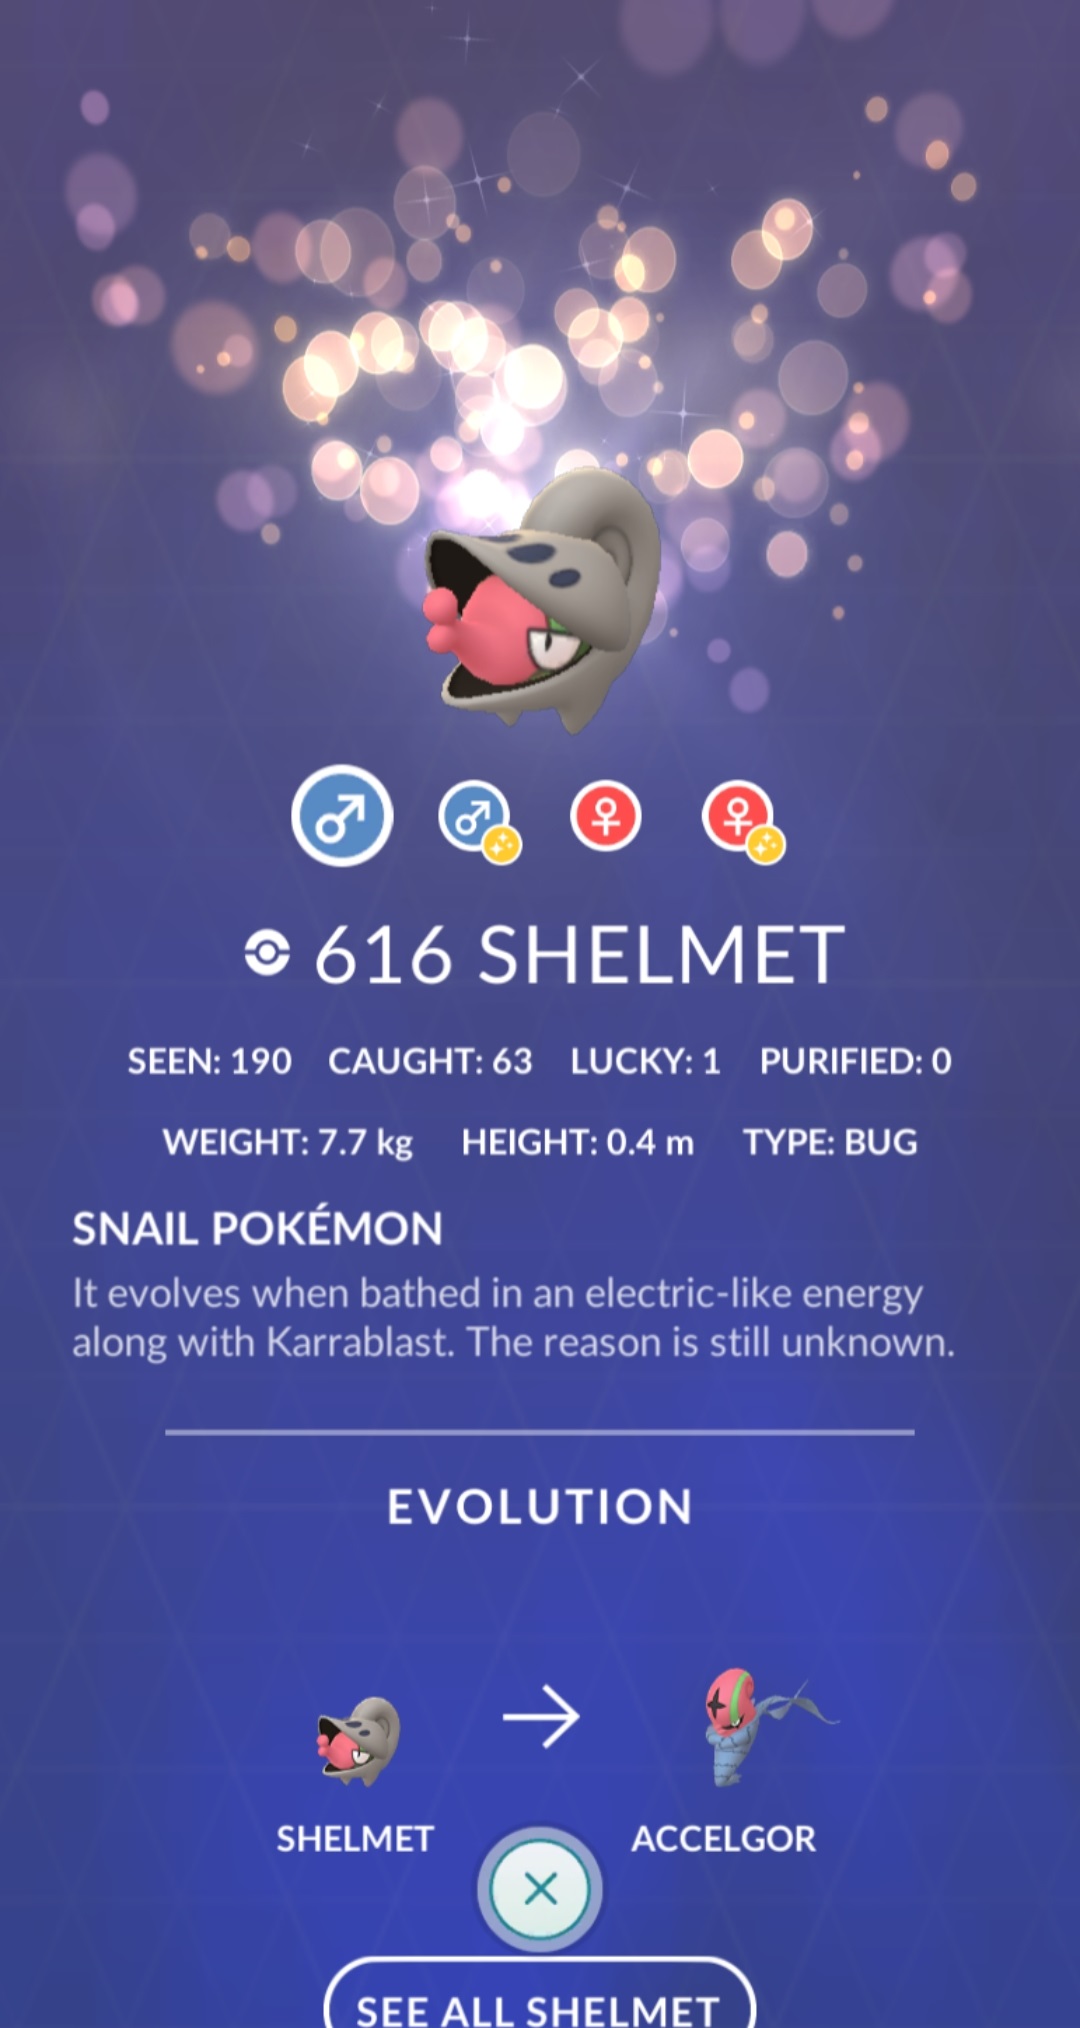 616 SHELMET
SEEN: 190 CAUGHT: 63 LUCKY: 1 PURIFIED: 0
WEIGHT: 7.7 kg HEIGHT: 0.4 m TYPE: BUG
SNAIL POKÉMON
It evolves when bathed in an electric-like energy
along with Karrablast. The reason is still unknown.
EVOLUTION
SHELMET ACCELGOR
SEE ALL SHELMET